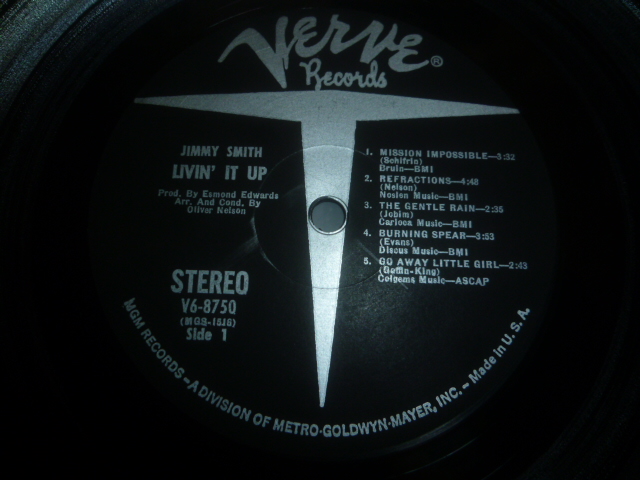 Verve®
Records
JIMMY SMITH
LIVIN' IT UP
Prod. By Esmond Edwards
Arr. And Cond. By
Oliver Nelson
STEREO
V6-8750
(MGS-1616)
Side 1
1. MISSION IMPOSSIBLE—3:32
(Schifrin)
Bruin—BMI
2. REFRACTIONS—4:48
(Nelson)
Noslen Music—BMI
3. THE GENTLE RAIN—2:35
(Jobim)
Carioca Music—BMI
4. BURNING SPEAR—3:53
(Evans)
Discus Music—BMI
5. GO AWAY LITTLE GIRL—2:43
(Goffin-King)
Colgems Music—ASCAP
MGM RECORDS – A DIVISION OF METRO-GOLDWYN-MAYER, INC. – Made in U.S.A.